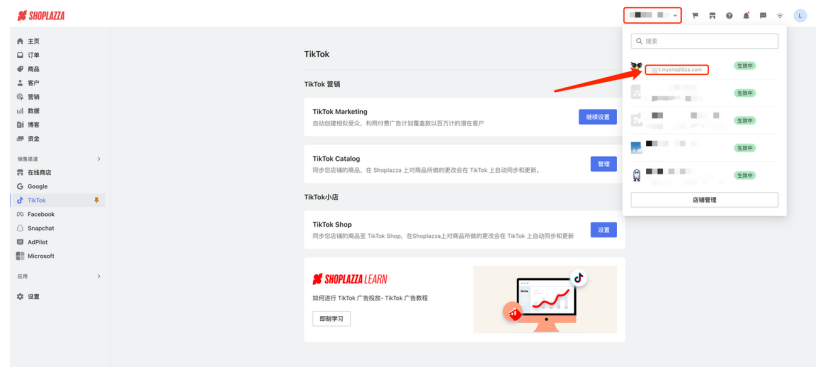 SHOPLAZZA
L
主页
订单
商品
客户
营销
数据
博客
资金
销售渠道
在线商店
Google
TikTok
Facebook
Snapchat
AdPilot
Microsoft
应用
设置
TikTok
TikTok 营销
TikTok Marketing
自动创建相似受众，利用付费广告计划覆盖数以百万计的潜在客户
继续设置
TikTok Catalog
同步您店铺的商品，在 Shoplazza 上对商品所做的更改会在 TikTok 上自动同步和更新。
管理
TikTok小店
TikTok Shop
同步您店铺的商品至 TikTok Shop，在Shoplazza上对商品所做的更改会在 TikTok 上自动同步和更新
设置
SHOPLAZZA LEARN
如何进行 TikTok 广告投放- TikTok 广告教程
即刻学习
搜索
生效中
生效中
生效中
生效中
生效中
店铺管理